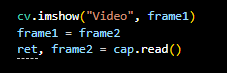 cv.imshow("Video", frame1)
frame1 = frame2
ret, frame2 = cap.read()